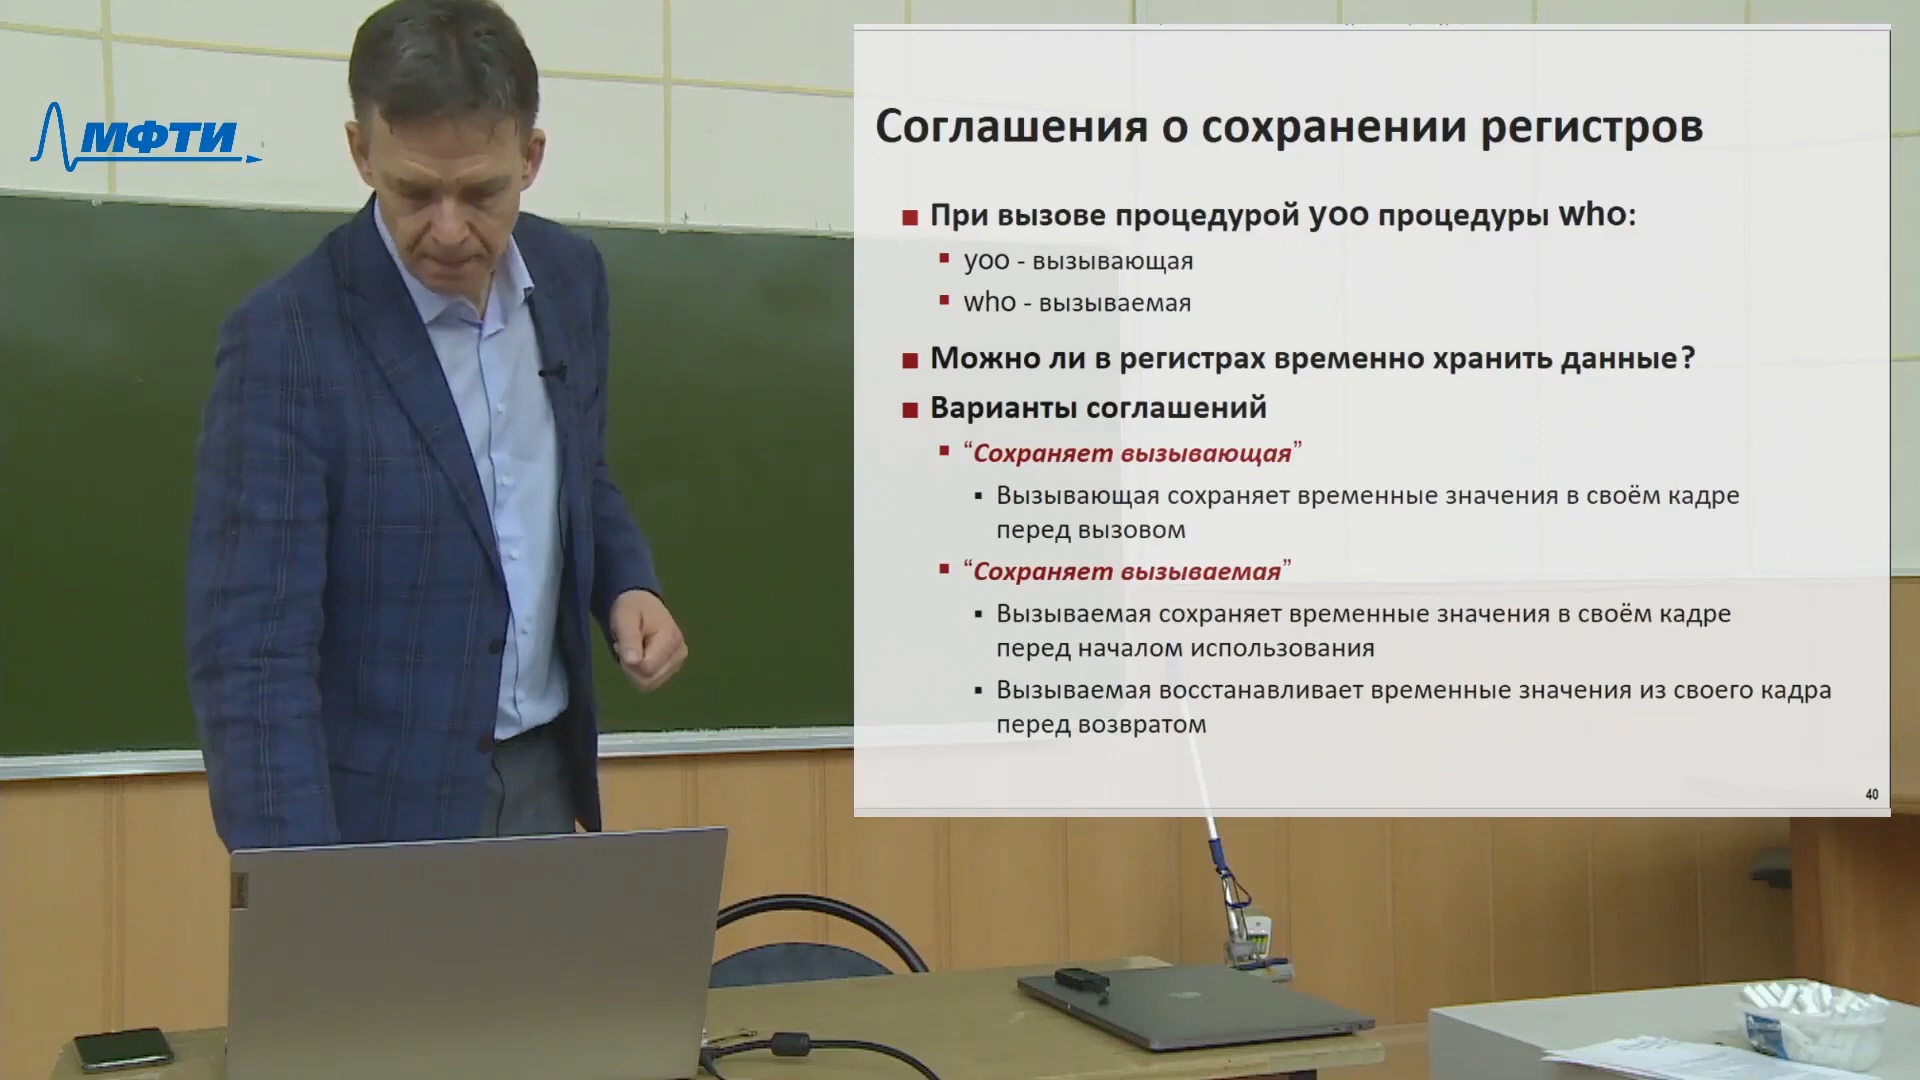 МФТИ
Соглашения о сохранении регистров
При вызове процедурой yoo процедуры who:
yoo - вызывающая
who - вызываемая
Можно ли в регистрах временно хранить данные?
Варианты соглашений
“Сохраняет вызывающая”
Вызывающая сохраняет временные значения в своём кадре
перед вызовом
“Сохраняет вызываемая”
Вызываемая сохраняет временные значения в своём кадре
перед началом использования
Вызываемая восстанавливает временные значения из своего кадра
перед возвратом
40